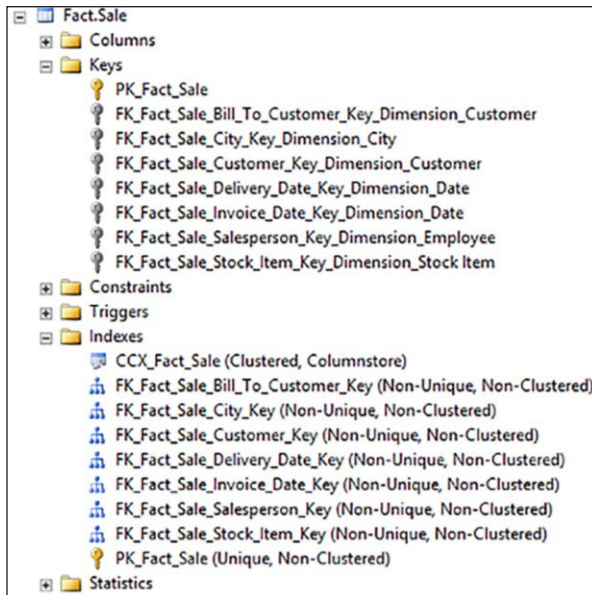 Fact.Sale
Columns
Keys
PK_Fact_Sale
FK_Fact_Sale_Bill_To_Customer_Key_Dimension_Customer
FK_Fact_Sale_City_Key_Dimension_City
FK_Fact_Sale_Customer_Key_Dimension_Customer
FK_Fact_Sale_Delivery_Date_Key_Dimension_Date
FK_Fact_Sale_Invoice_Date_Key_Dimension_Date
FK_Fact_Sale_Salesperson_Key_Dimension_Employee
FK_Fact_Sale_Stock_Item_Key_Dimension_Stock Item
Constraints
Triggers
Indexes
CCX_Fact_Sale (Clustered, Columnstore)
FK_Fact_Sale_Bill_To_Customer_Key (Non-Unique, Non-Clustered)
FK_Fact_Sale_City_Key (Non-Unique, Non-Clustered)
FK_Fact_Sale_Customer_Key (Non-Unique, Non-Clustered)
FK_Fact_Sale_Delivery_Date_Key (Non-Unique, Non-Clustered)
FK_Fact_Sale_Invoice_Date_Key (Non-Unique, Non-Clustered)
FK_Fact_Sale_Salesperson_Key (Non-Unique, Non-Clustered)
FK_Fact_Sale_Stock_Item_Key (Non-Unique, Non-Clustered)
PK_Fact_Sale (Unique, Non-Clustered)
Statistics